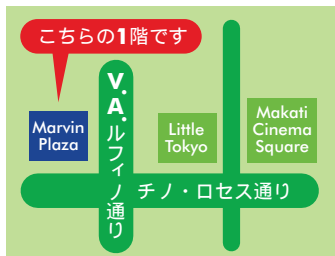 こちらの1階です
V.A.ルフィノ通り
Marvin
Plaza
Little
Tokyo
Makati
Cinema
Square
チノ・ロセス通り